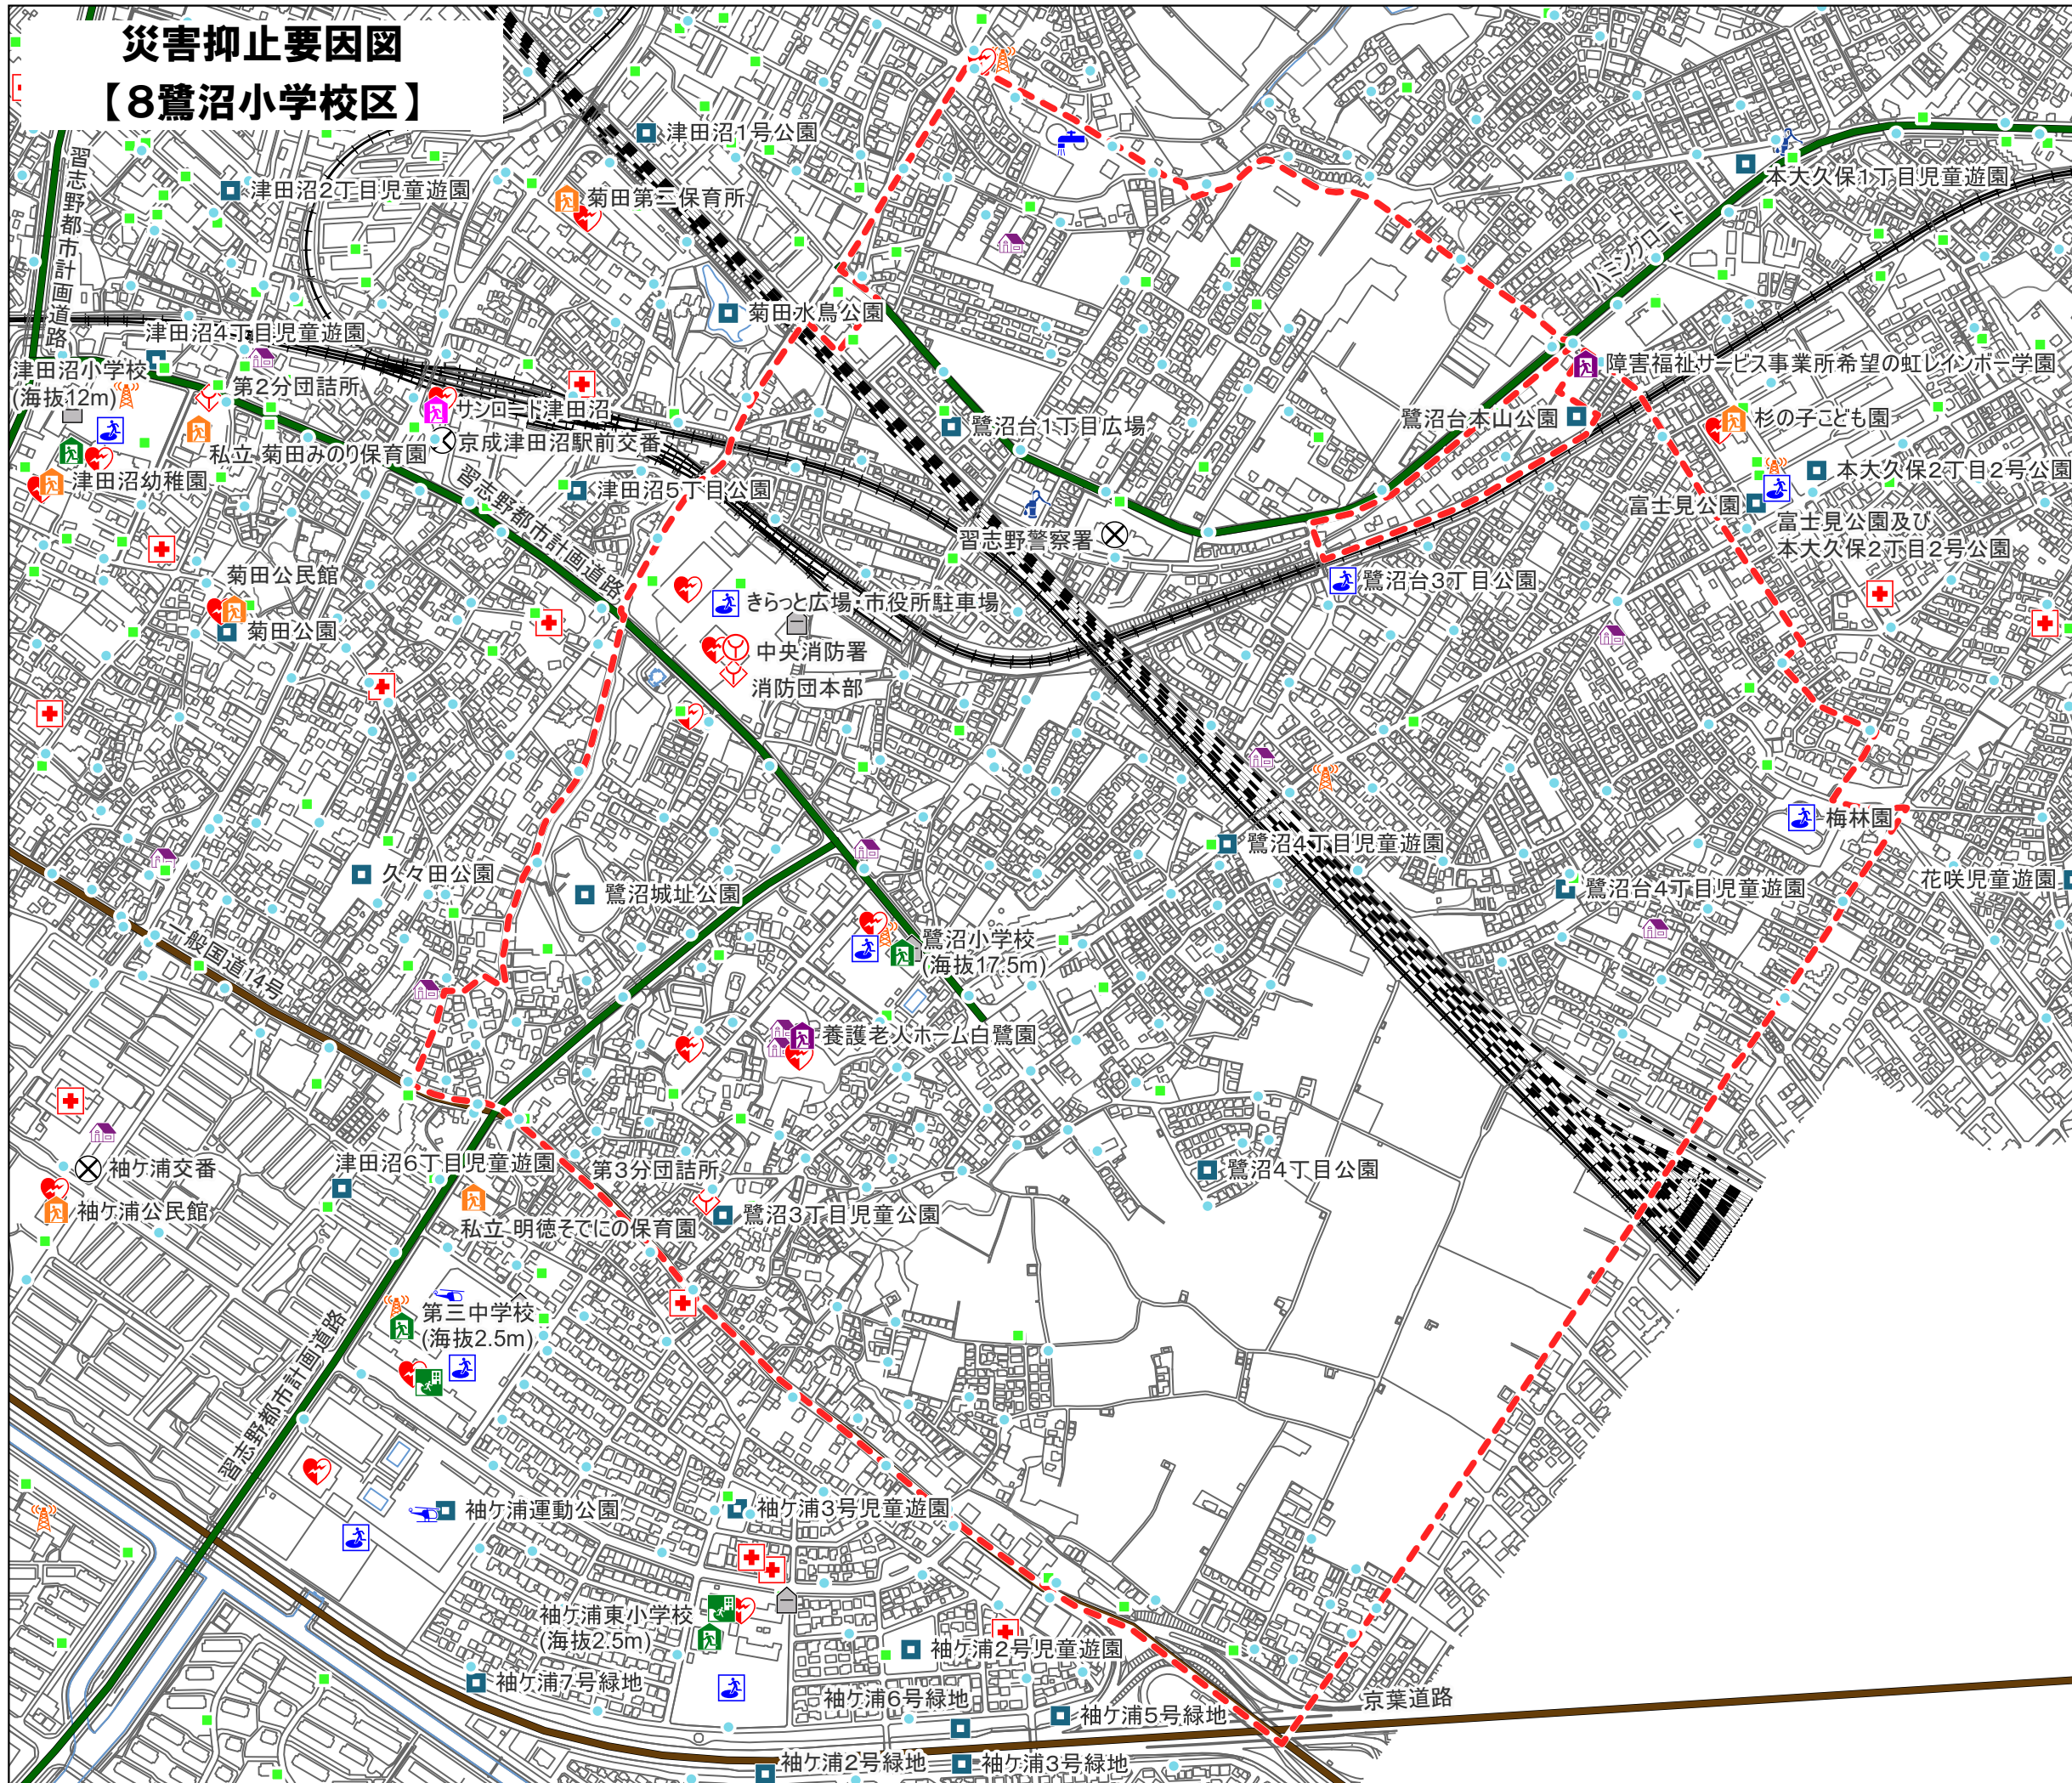 災害抑止要因図
【8鷺沼小学校区】
津田沼1号公園
習志野都市計画道路
津田沼2丁目児童遊園
菊田第二保育所
本大久保1丁目児童遊園
ハミングロード
菊田水鳥公園
津田沼4丁目児童遊園
津田沼小学校
(海抜12m)
第2分団詰所
障害福祉サービス事業所希望の虹レインボー学園
サンロード津田沼
鷺沼台1丁目広場
鷺沼台本山公園
杉の子こども園
京成津田沼駅前交番
私立 菊田みのり保育園
津田沼幼稚園
習志野都市計画道路
津田沼5丁目公園
本大久保2丁目2号公園
富士見公園
富士見公園及び
本大久保2丁目2号公園
習志野警察署
菊田公民館
鷺沼台3丁目公園
きらっと広場・市役所駐車場
菊田公園
中央消防署
消防団本部
梅林園
鷺沼4丁目児童遊園
久々田公園
鷺沼城址公園
花咲児童遊園
鷺沼台4丁目児童遊園
般国道14号
鷺沼小学校
(海抜17.5m)
養護老人ホーム白鷺園
袖ケ浦交番
津田沼6丁目児童遊園
第3分団詰所
鷺沼4丁目公園
袖ケ浦公民館
鷺沼3丁目児童公園
私立 明徳そでにの保育園
第三中学校
(海抜2.5m)
習志野都市計画道路
袖ケ浦運動公園
袖ケ浦3号児童遊園
袖ケ浦東小学校
(海抜2.5m)
袖ケ浦2号児童遊園
袖ケ浦7号緑地
袖ケ浦6号緑地
京葉道路
袖ケ浦5号緑地
袖ケ浦2号緑地
袖ケ浦3号緑地